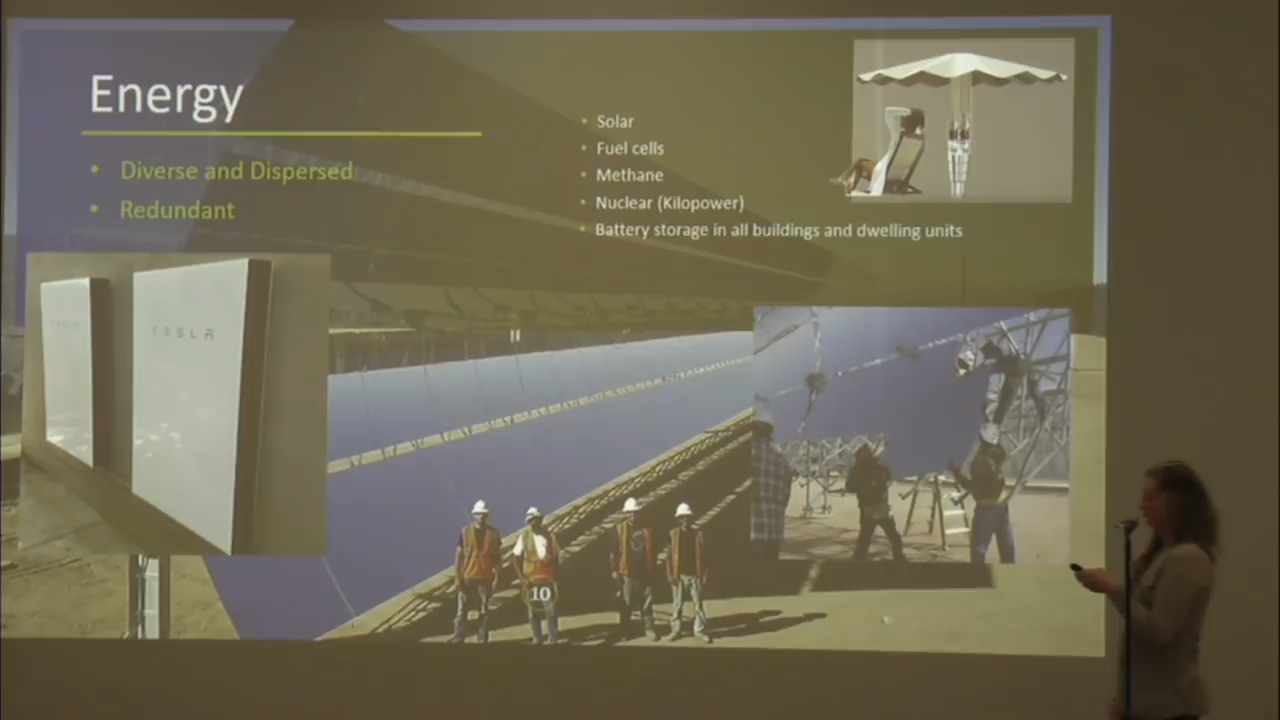 Energy
• Diverse and Dispersed
• Redundant
• Solar
• Fuel cells
• Methane
• Nuclear (Kilopower)
• Battery storage in all buildings and dwelling units
TESLA
TESLA
10